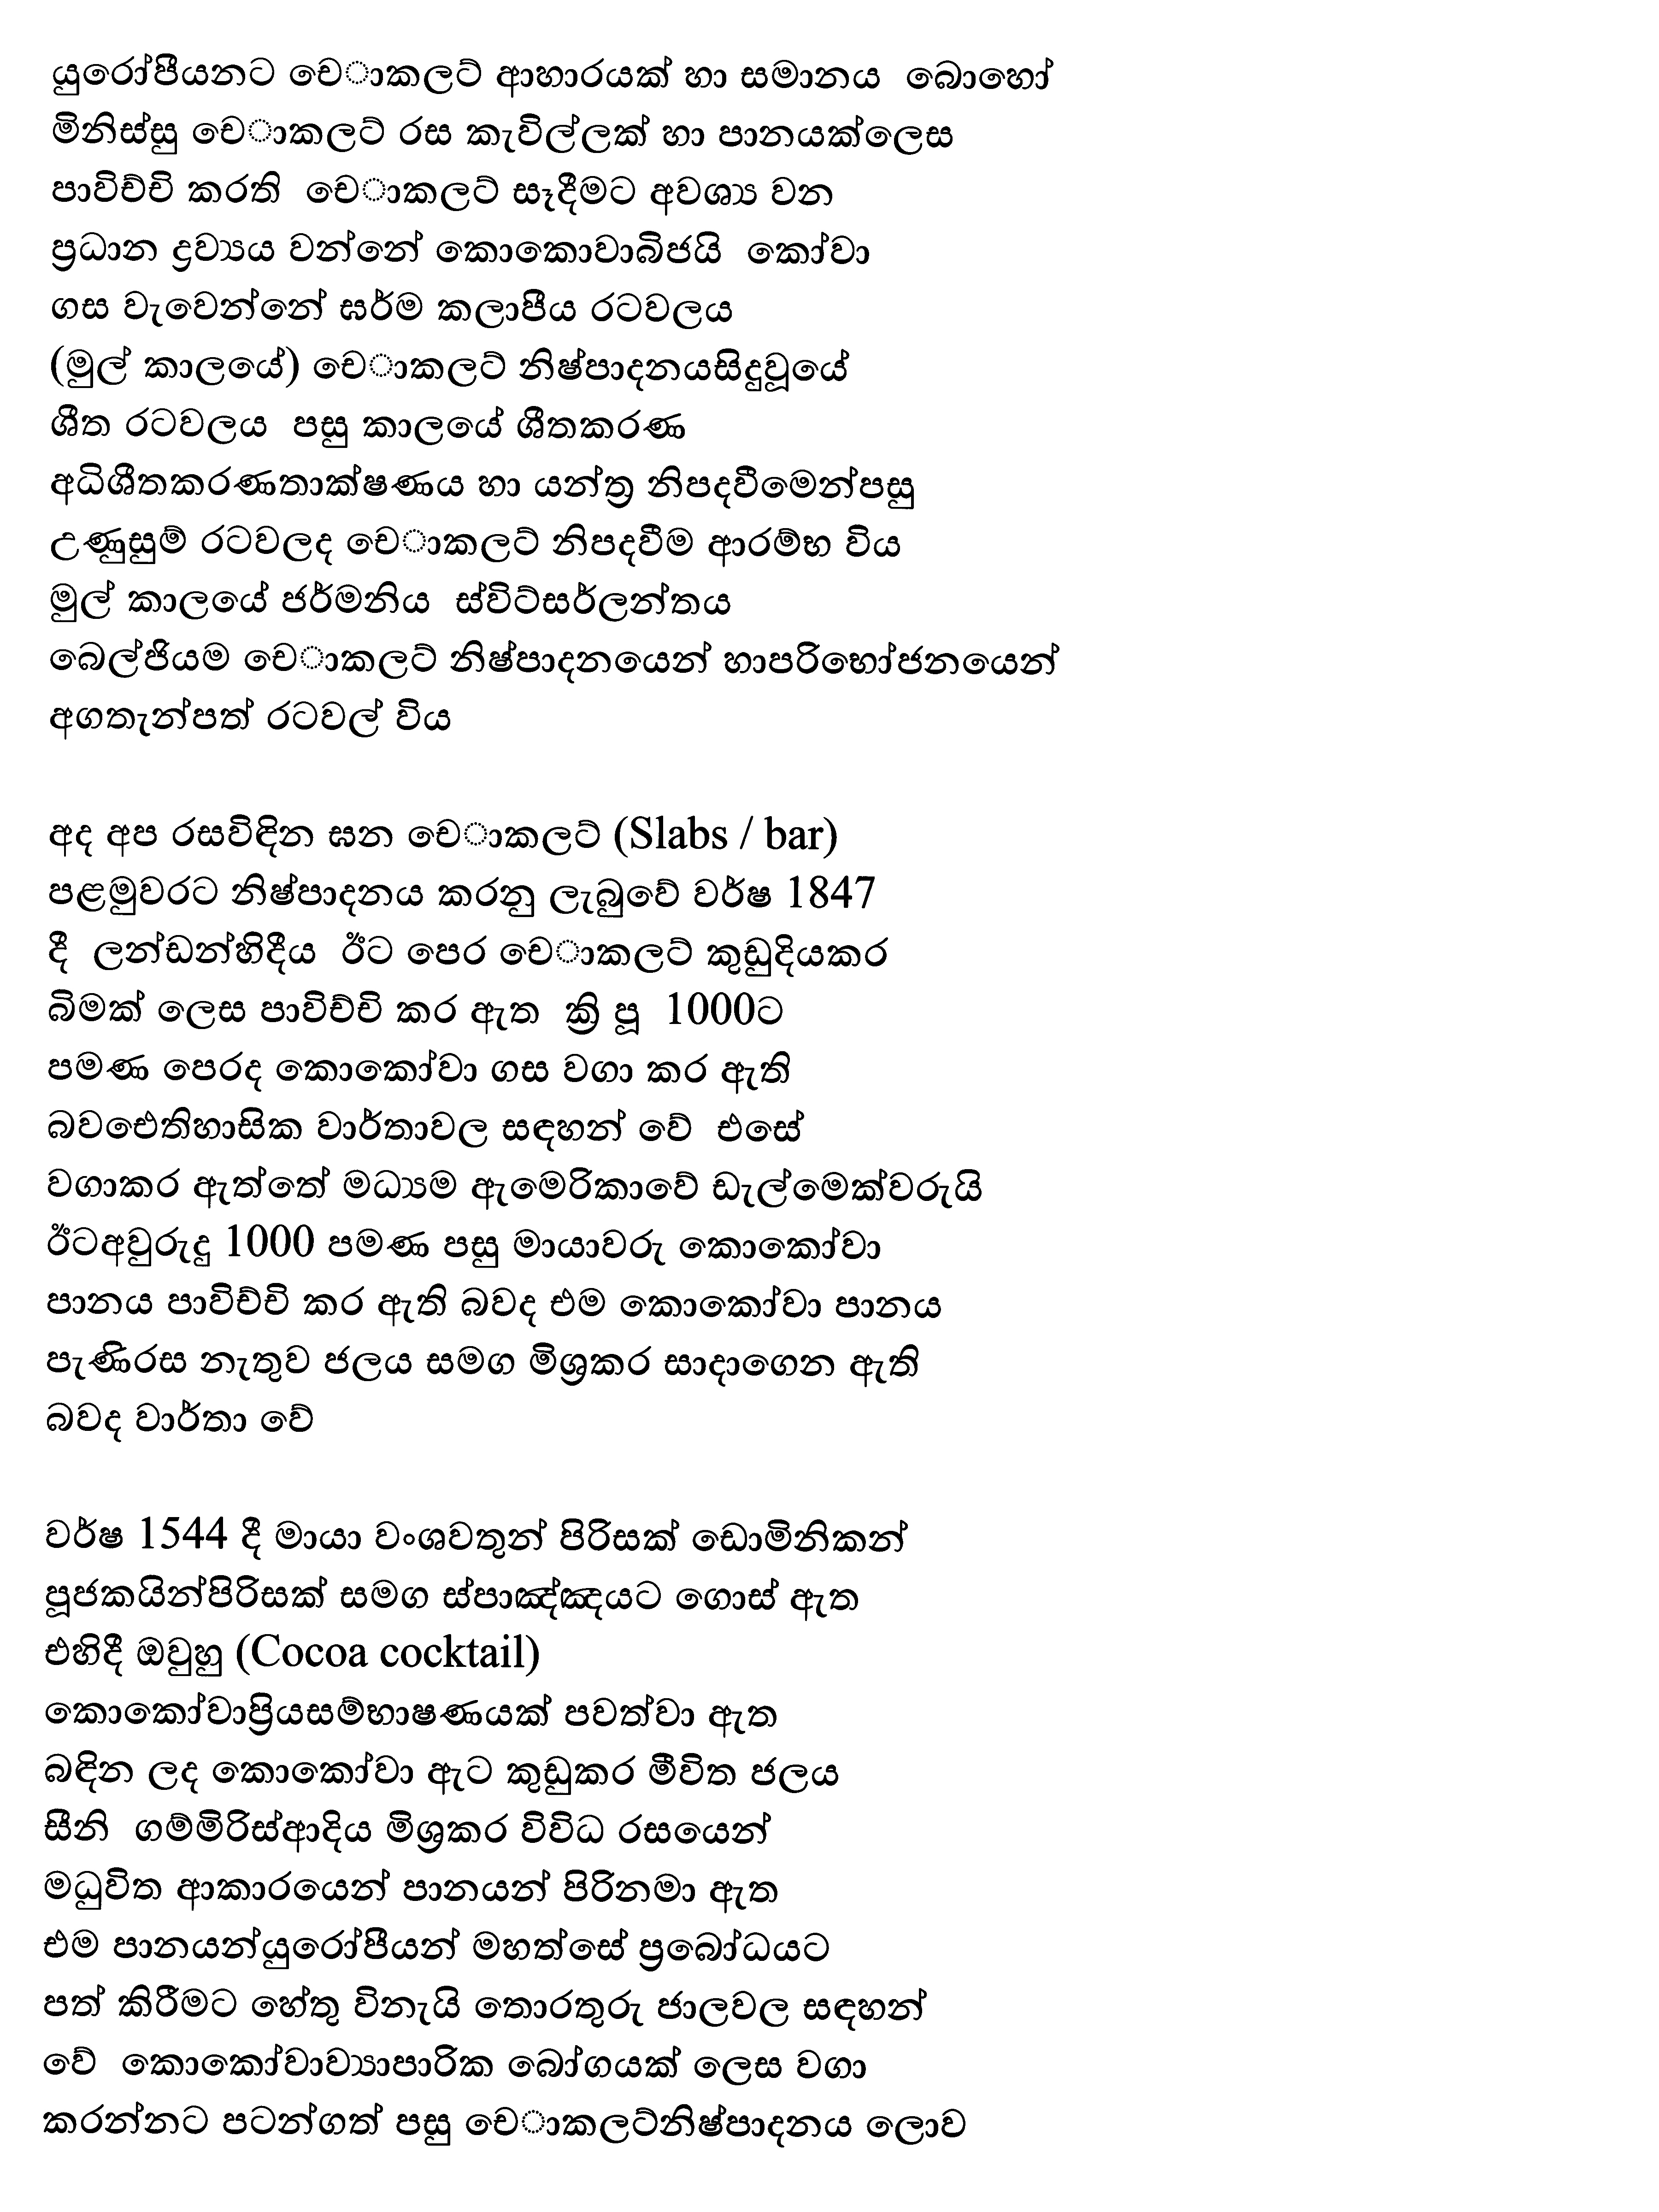 යුරෝපීයනට චොකලට් ආහාරයක් හා සමානය  බොහෝ
මිනිස්සු චොකලට් රස කැවිල්ලක් හා පානයක්ලෙස
පාවිච්චි කරති  චොකලට් සෑදීමට අවශ්‍ය වන
ප්‍රධාන ද්‍රව්‍යය වන්නේ කොකොවාබිජයි  කෝවා
ගස වැවෙන්නේ ඝර්ම කලාපීය රටවලය
(මුල් කාලයේ) චොකලට් නිෂ්පාදනයසිදුවූයේ
ශීත රටවලය  පසු කාලයේ ශීතකරණ
අධිශීතකරණතාක්ෂණය හා යන්ත්‍ර නිපදවීමෙන්පසු
උණුසුම් රටවලද චොකලට් නිපදවීම ආරම්භ විය
මුල් කාලයේ ජර්මනිය  ස්විට්සර්ලන්තය
බෙල්ජියම චොකලට් නිෂ්පාදනයෙන් හාපරිභෝජනයෙන්
අගතැන්පත් රටවල් විය

අද අප රසවිඳින ඝන චොකලට් (Slabs / bar)
පළමුවරට නිෂ්පාදනය කරනු ලැබුවේ වර්ෂ 1847
දී  ලන්ඩන්හිදීය  ඊට පෙර චොකලට් කුඩුදියකර
බිමක් ලෙස පාවිච්චි කර ඇත  ක්‍රි පූ  1000ට
පමණ පෙරද කොකෝවා ගස වගා කර ඇති
බවඓතිහාසික වාර්තාවල සඳහන් වේ  එසේ
වගාකර ඇත්තේ මධ්‍යම ඇමෙරිකාවේ ඩැල්මෙක්වරුයි
ඊටඅවුරුදු 1000 පමණ පසු මායාවරු කොකෝවා
පානය පාවිච්චි කර ඇති බවද එම කොකෝවා පානය
පැණිරස නැතුව ජලය සමග මිශ්‍රකර සාදාගෙන ඇති
බවද වාර්තා වේ

වර්ෂ 1544 දී මායා වංශවතුන් පිරිසක් ඩොමිනිකන්
පූජකයින්පිරිසක් සමග ස්පාඤ්ඤයට ගොස් ඇත
එහිදී ඔවුහු (Cocoa cocktail)
කොකෝවාප්‍රියසම්භාෂණයක් පවත්වා ඇත
බඳින ලද කොකෝවා ඇට කුඩුකර මීවිත ජලය
සීනි  ගම්මිරිස්ආදිය මිශ්‍රකර විවිධ රසයෙන්
මධුවිත ආකාරයෙන් පානයන් පිරිනමා ඇත
එම පානයන්යුරෝපීයන් මහත්සේ ප්‍රබෝධයට
පත් කිරීමට හේතු විනැයි තොරතුරු ජාලවල සඳහන්
වේ  කොකෝවාව්‍යාපාරික බෝගයක් ලෙස වගා
කරන්නට පටන්ගත් පසු චොකලට්නිෂ්පාදනය ලොව